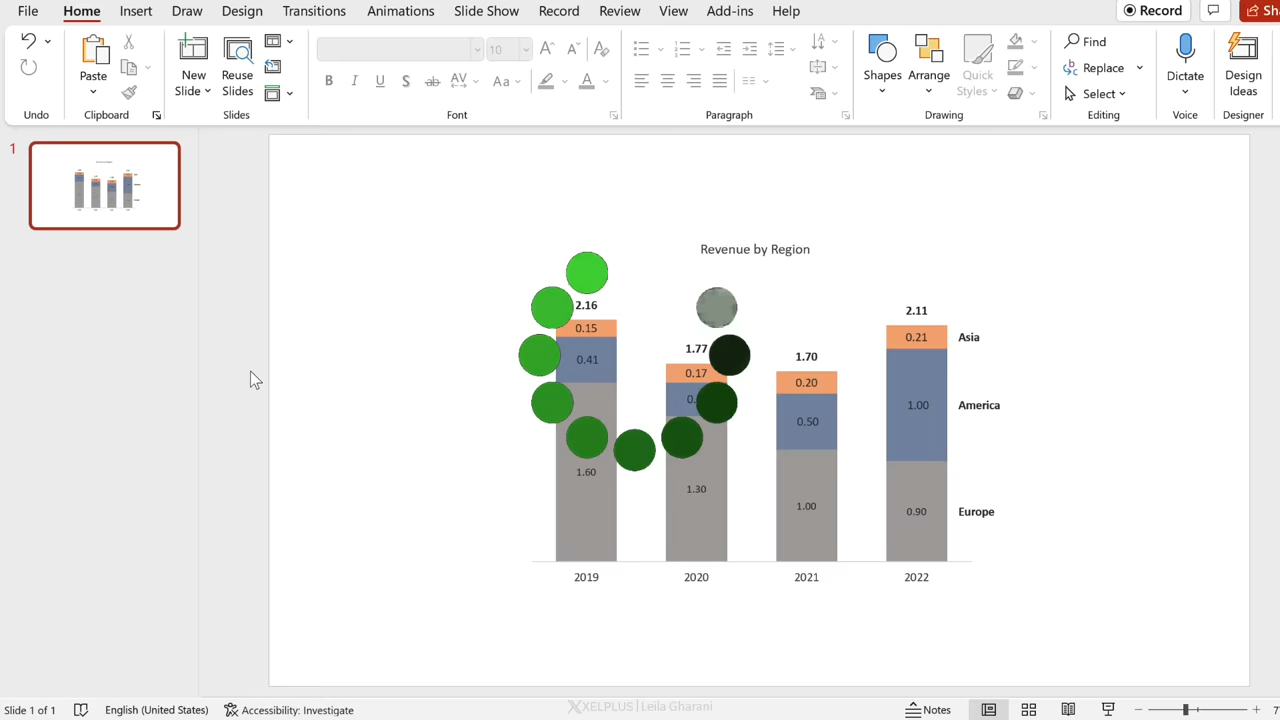 File Home Insert Draw Design Transitions Animations Slide Show Record Review View Add-ins Help Record
10
Paste New Slide Reuse Slides Aa Shapes Arrange Quick Styles Find Replace Select Dictate Design Ideas
Undo Clipboard Slides Font Paragraph Drawing Editing Voice Designer
1
Revenue by Region
2.16 1.77 1.70 2.11
0.15 0.17 0.20 0.21 Asia
0.41 0.50 1.00 America
1.60 1.30 1.00 0.90 Europe
2019 2020 2021 2022
Slide 1 of 1 English (United States) Accessibility: Investigate XELPLUS | Leila Gharani Notes